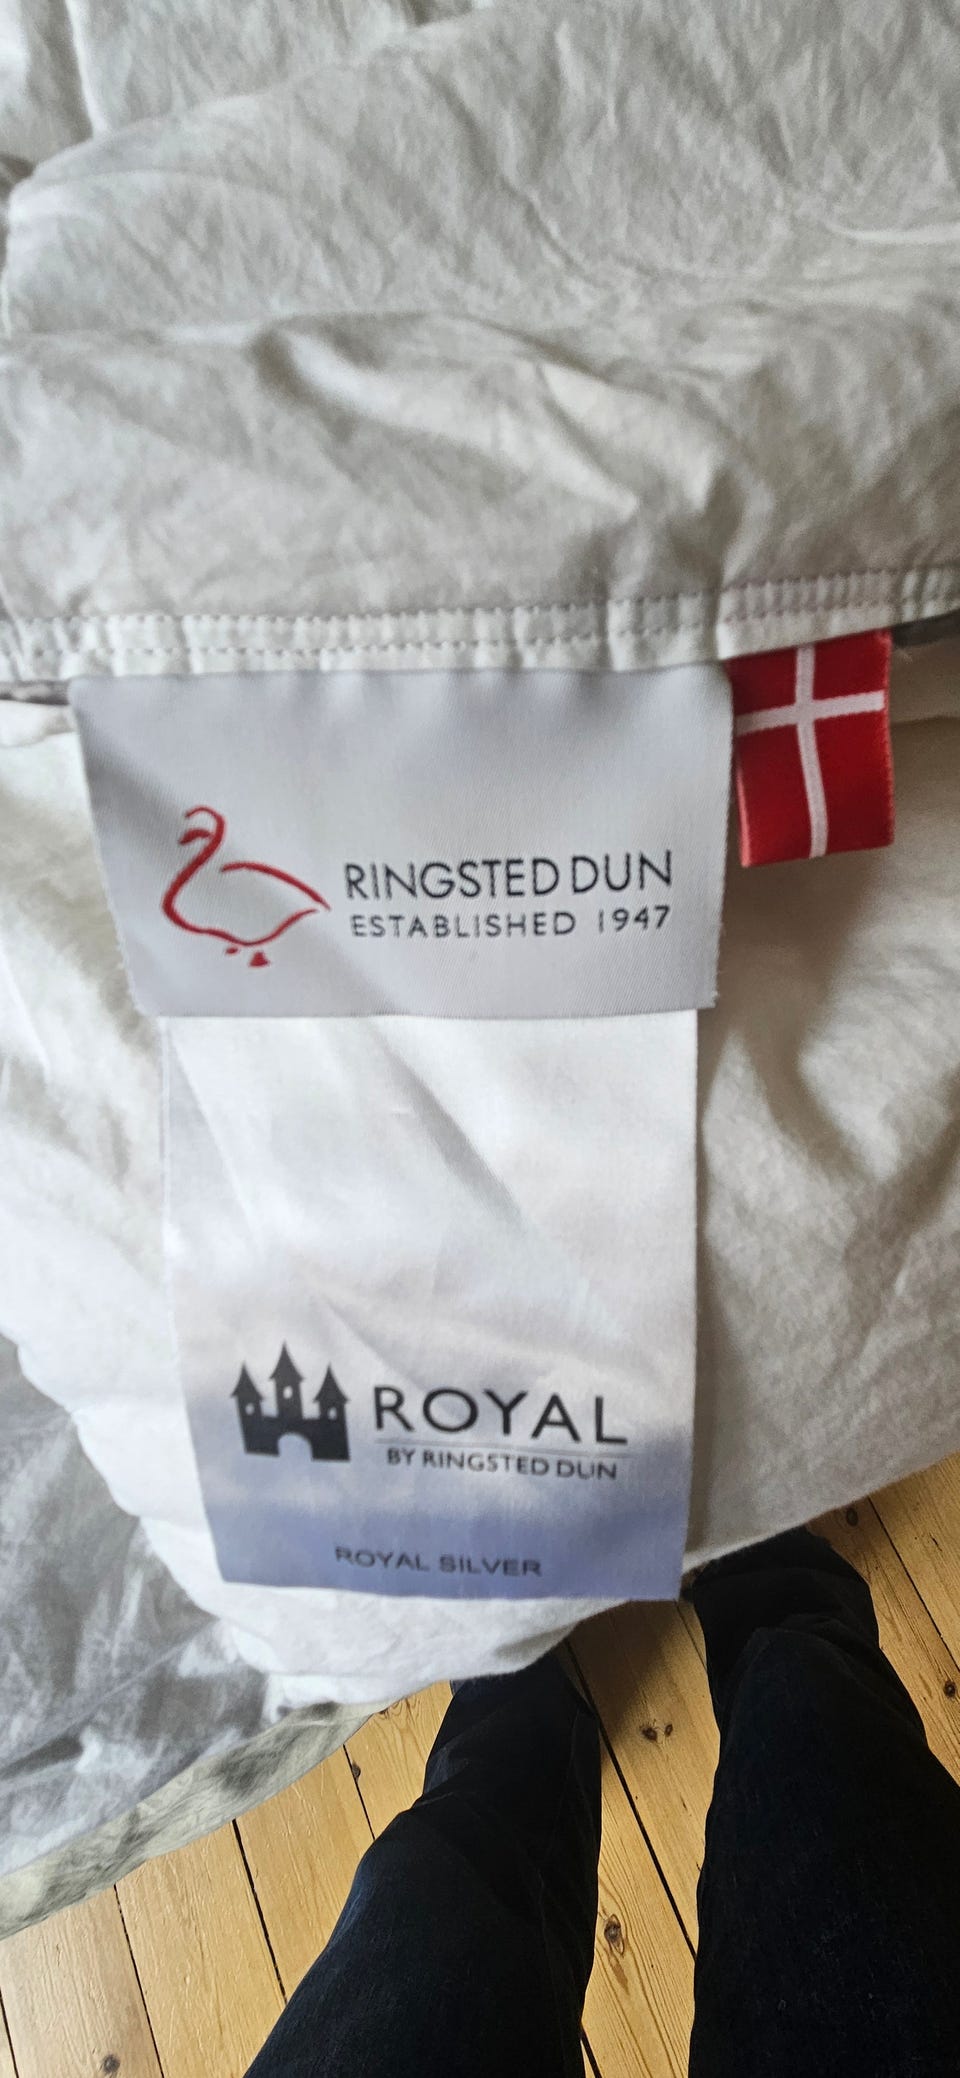 RINGSTED DUN
ESTABLISHED 1947
ROYAL
BY RINGSTED DUN
ROYAL SILVER